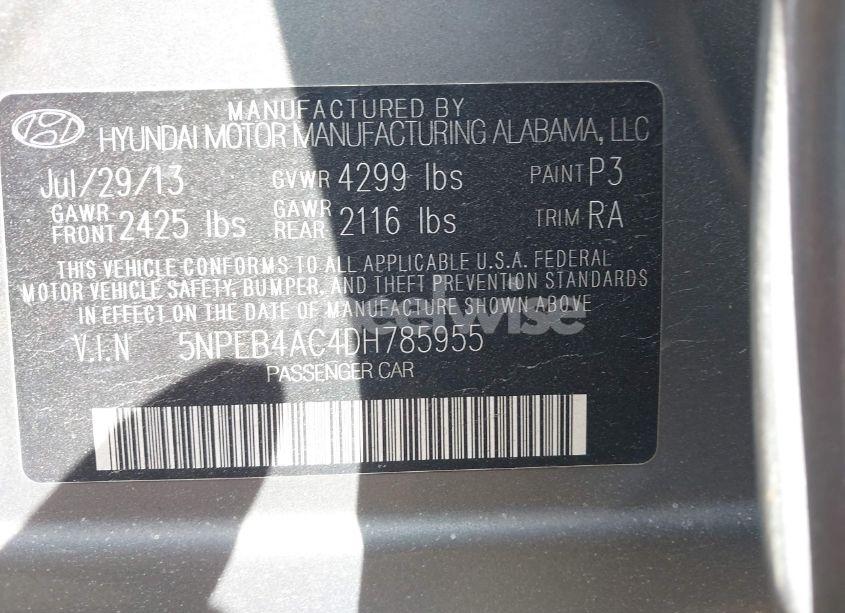 MANUFACTURED BY
HYUNDAI MOTOR MANUFACTURING ALABAMA, LLC
Jul/29/13 GVWR 4299 lbs PAINT P3
GAWR FRONT 2425 lbs GAWR REAR 2116 lbs TRIM RA
THIS VEHICLE CONFORMS TO ALL APPLICABLE U.S.A. FEDERAL
MOTOR VEHICLE SAFETY, BUMPER, AND THEFT PREVENTION STANDARDS
IN EFFECT ON THE DATE OF MANUFACTURE SHOWN ABOVE
V.I.N 5NPEB4AC4DH785955
PASSENGER CAR